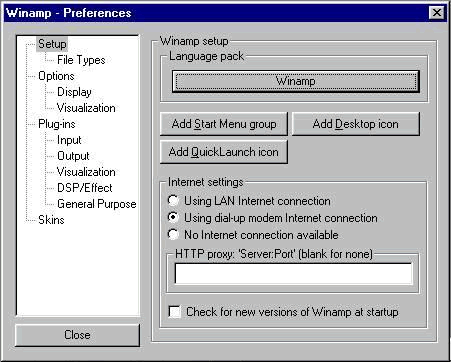 Winamp - Preferences
Setup
File Types
Options
Display
Visualization
Plug-ins
Input
Output
Visualization
DSP/Effect
General Purpose
Skins
Close
Winamp setup
Language pack
Winamp
Add Start Menu group
Add Desktop icon
Add QuickLaunch icon
Internet settings
Using LAN Internet connection
Using dial-up modem Internet connection
No Internet connection available
HTTP proxy: 'Server:Port' (blank for none)
Check for new versions of Winamp at startup